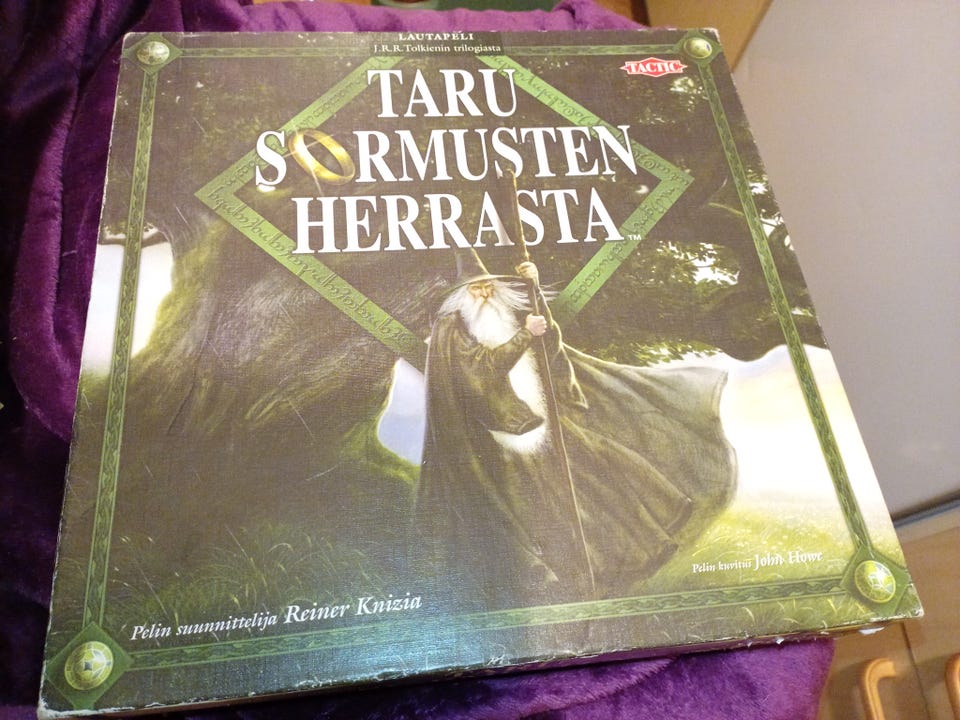 LAUTAPELI
J.R.R. Tolkienin trilogiasta
TACTIC
TARU
SORMUSTEN
HERRASTA™
Pelin kuvitus John Howe
Pelin suunnittelija Reiner Knizia